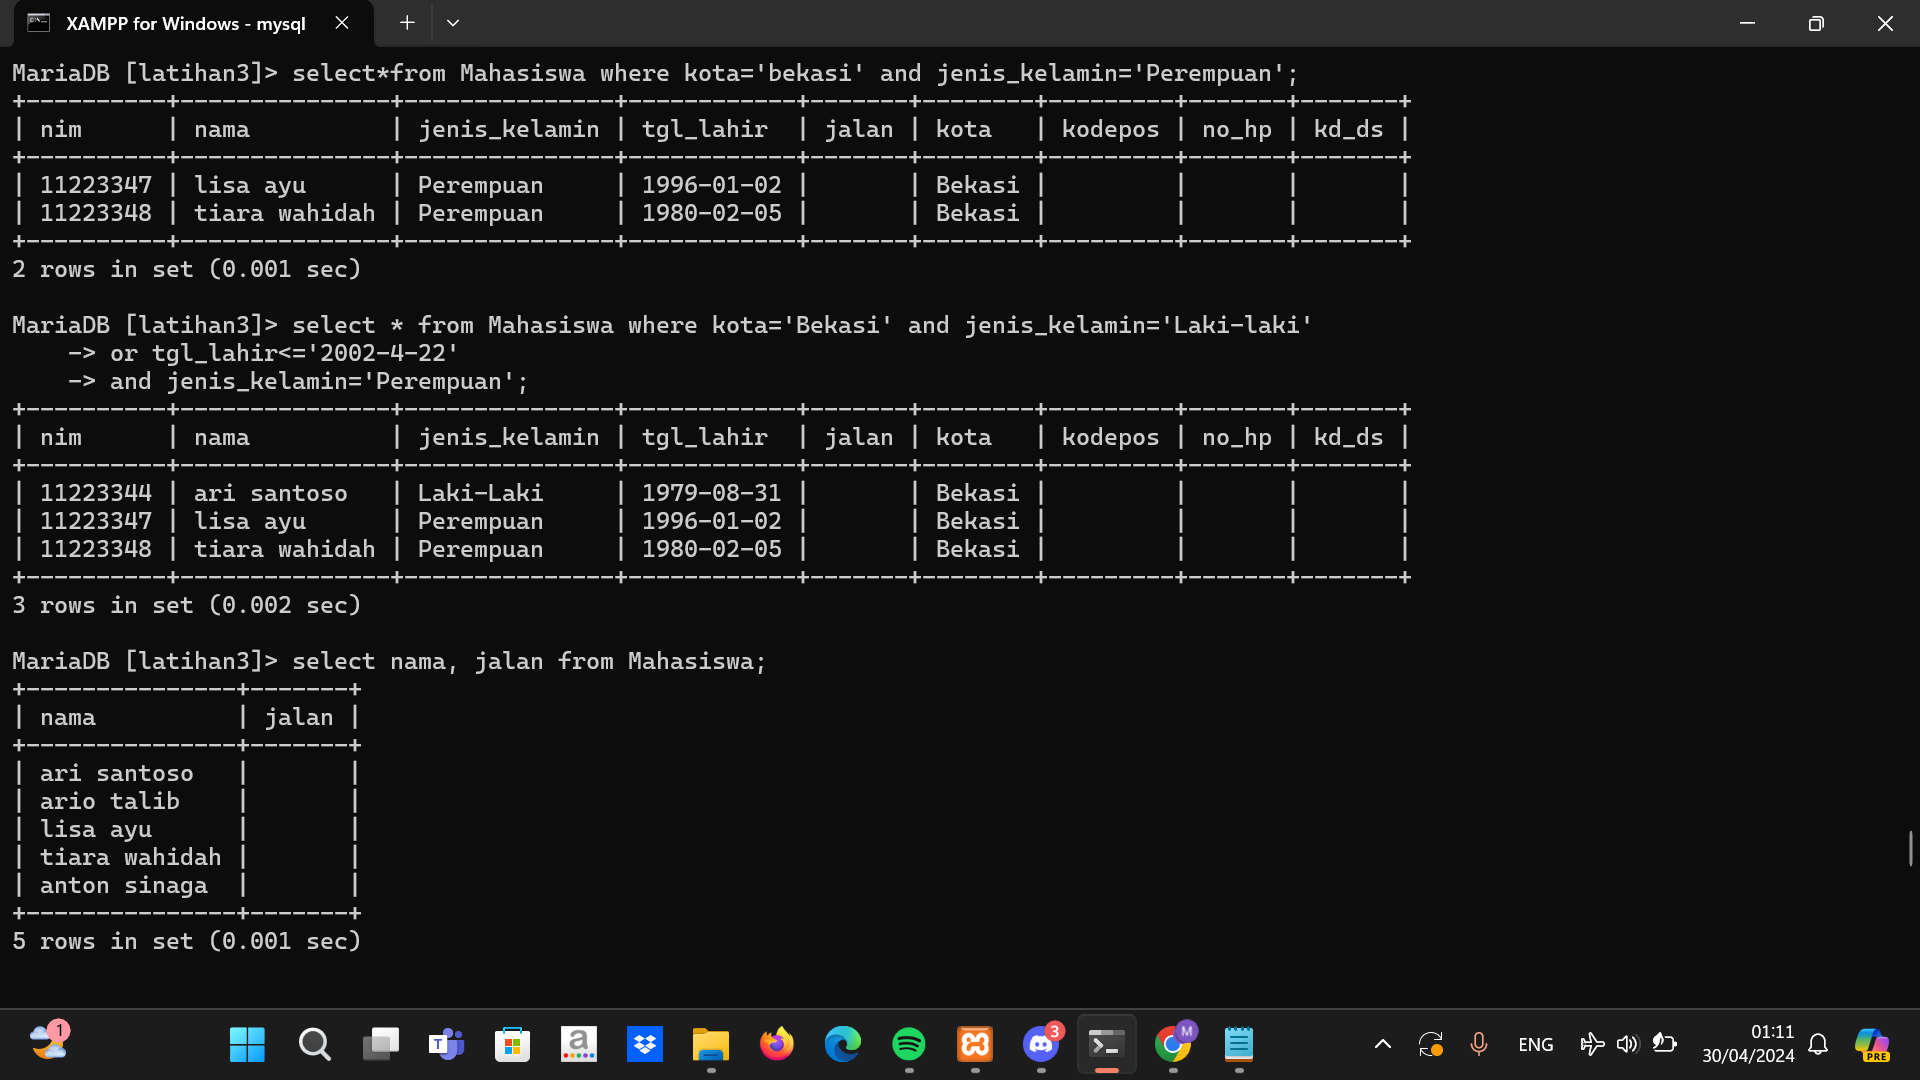 XAMPP for Windows - mysql
MariaDB [latihan3]> select*from Mahasiswa where kota='bekasi' and jenis_kelamin='Perempuan';
+----------+---------------+---------------+------------+-------+--------+---------+-------+-------+
| nim      | nama          | jenis_kelamin | tgl_lahir  | jalan | kota   | kodepos | no_hp | kd_ds |
+----------+---------------+---------------+------------+-------+--------+---------+-------+-------+
| 11223347 | lisa ayu      | Perempuan     | 1996-01-02 |       | Bekasi |         |       |       |
| 11223348 | tiara wahidah | Perempuan     | 1980-02-05 |       | Bekasi |         |       |       |
+----------+---------------+---------------+------------+-------+--------+---------+-------+-------+
2 rows in set (0.001 sec)
MariaDB [latihan3]> select * from Mahasiswa where kota='Bekasi' and jenis_kelamin='Laki-laki'
    -> or tgl_lahir<='2002-4-22'
    -> and jenis_kelamin='Perempuan';
+----------+---------------+---------------+------------+-------+--------+---------+-------+-------+
| nim      | nama          | jenis_kelamin | tgl_lahir  | jalan | kota   | kodepos | no_hp | kd_ds |
+----------+---------------+---------------+------------+-------+--------+---------+-------+-------+
| 11223344 | ari santoso   | Laki-Laki     | 1979-08-31 |       | Bekasi |         |       |       |
| 11223347 | lisa ayu      | Perempuan     | 1996-01-02 |       | Bekasi |         |       |       |
| 11223348 | tiara wahidah | Perempuan     | 1980-02-05 |       | Bekasi |         |       |       |
+----------+---------------+---------------+------------+-------+--------+---------+-------+-------+
3 rows in set (0.002 sec)
MariaDB [latihan3]> select nama, jalan from Mahasiswa;
+---------------+-------+
| nama          | jalan |
+---------------+-------+
| ari santoso   |       |
| ario talib    |       |
| lisa ayu      |       |
| tiara wahidah |       |
| anton sinaga  |       |
+---------------+-------+
5 rows in set (0.001 sec)
1
T
a
3
M
ENG
01:11
30/04/2024
PRE